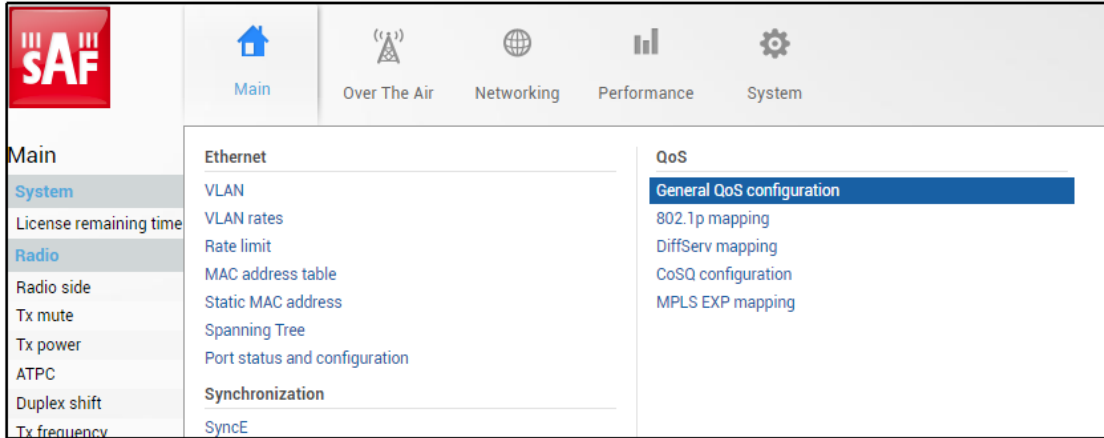 SAF
Main
Over The Air
Networking
Performance
System
Main
System
License remaining time
Radio
Radio side
Tx mute
Tx power
ATPC
Duplex shift
Tx frequency
Ethernet
VLAN
VLAN rates
Rate limit
MAC address table
Static MAC address
Spanning Tree
Port status and configuration
Synchronization
SyncE
QoS
General QoS configuration
802.1p mapping
DiffServ mapping
CoSQ configuration
MPLS EXP mapping